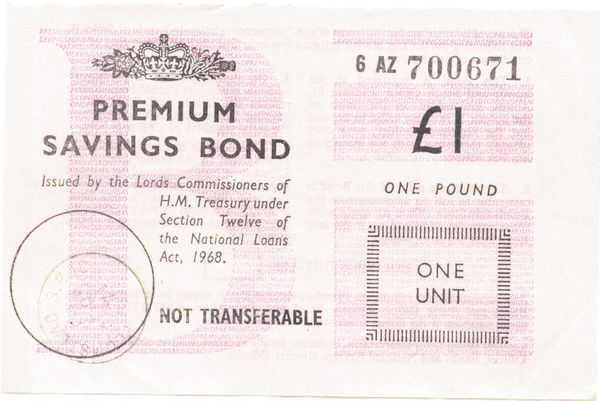 6 AZ 700671
PREMIUM
SAVINGS BOND
£1
Issued by the Lords Commissioners of
H.M. Treasury under
Section Twelve of
the National Loans
Act, 1968.
ONE POUND
ONE
UNIT
NOT TRANSFERABLE